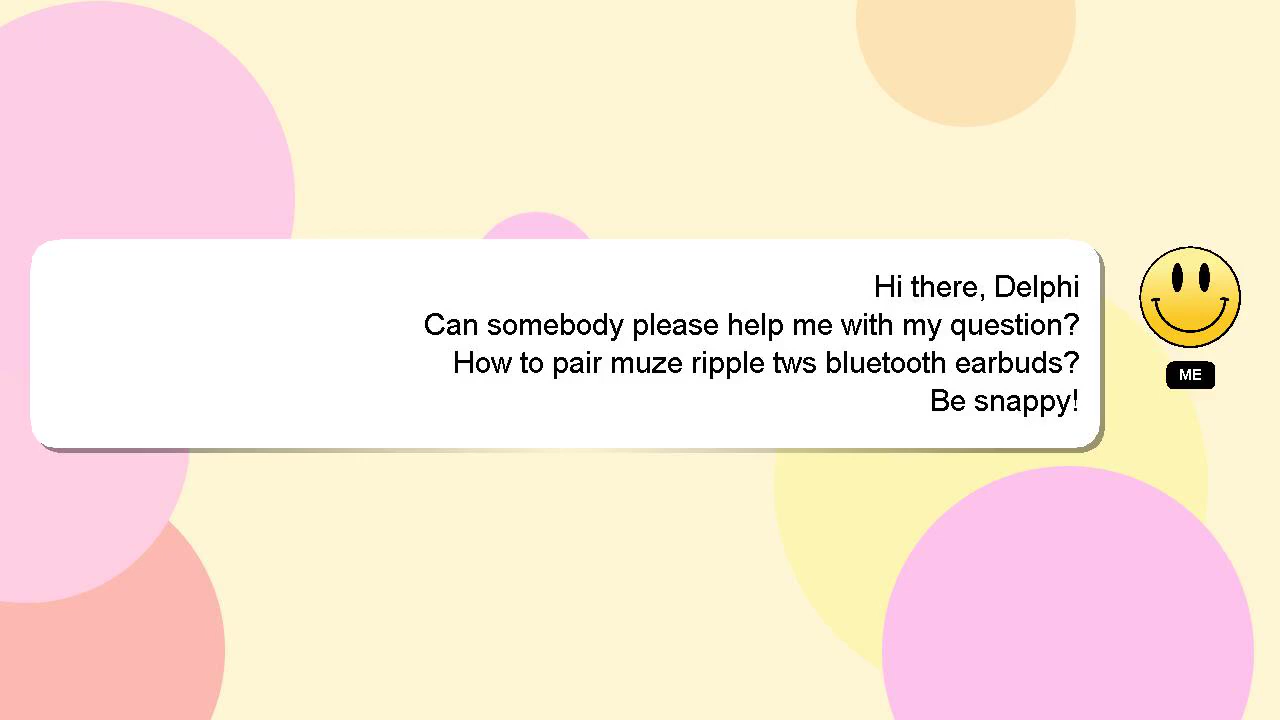 Hi there, Delphi
Can somebody please help me with my question?
How to pair muze ripple tws bluetooth earbuds?
Be snappy!
ME